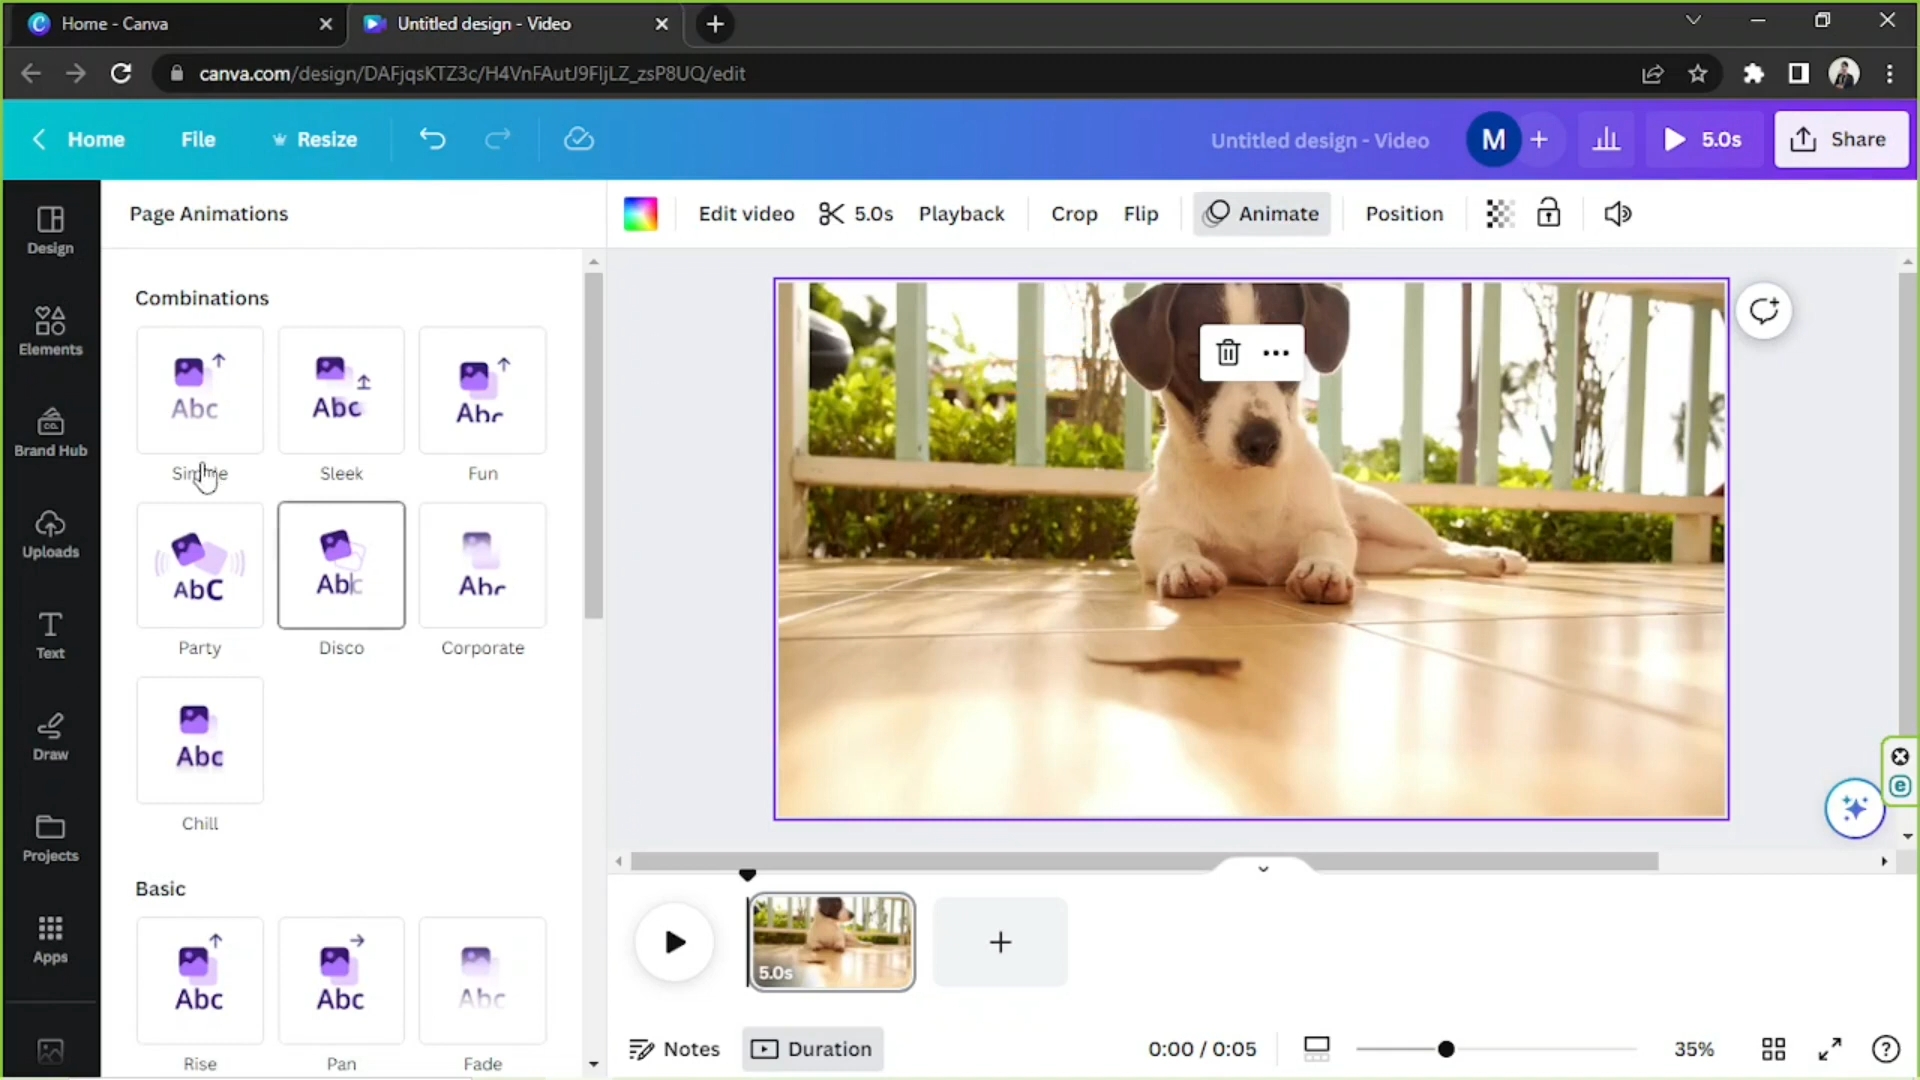 Home - Canva
Untitled design - Video
canva.com/design/DAFjqsKTZ3c/H4VnFAutJ9FIjLZ_zsP8UQ/edit
Home
File
Resize
Untitled design - Video
M
5.0s
Share
Design
Elements
Brand Hub
Uploads
Text
Draw
Projects
Apps
Page Animations
Edit video
5.0s
Playback
Crop
Flip
Animate
Position
Combinations
Abc
Abc
Abc
Simple
Sleek
Fun
AbC
Abc
Abc
Party
Disco
Corporate
Abc
Chill
Basic
Abc
Abc
Abc
Rise
Pan
Fade
5.0s
Notes
Duration
0:00 / 0:05
35%